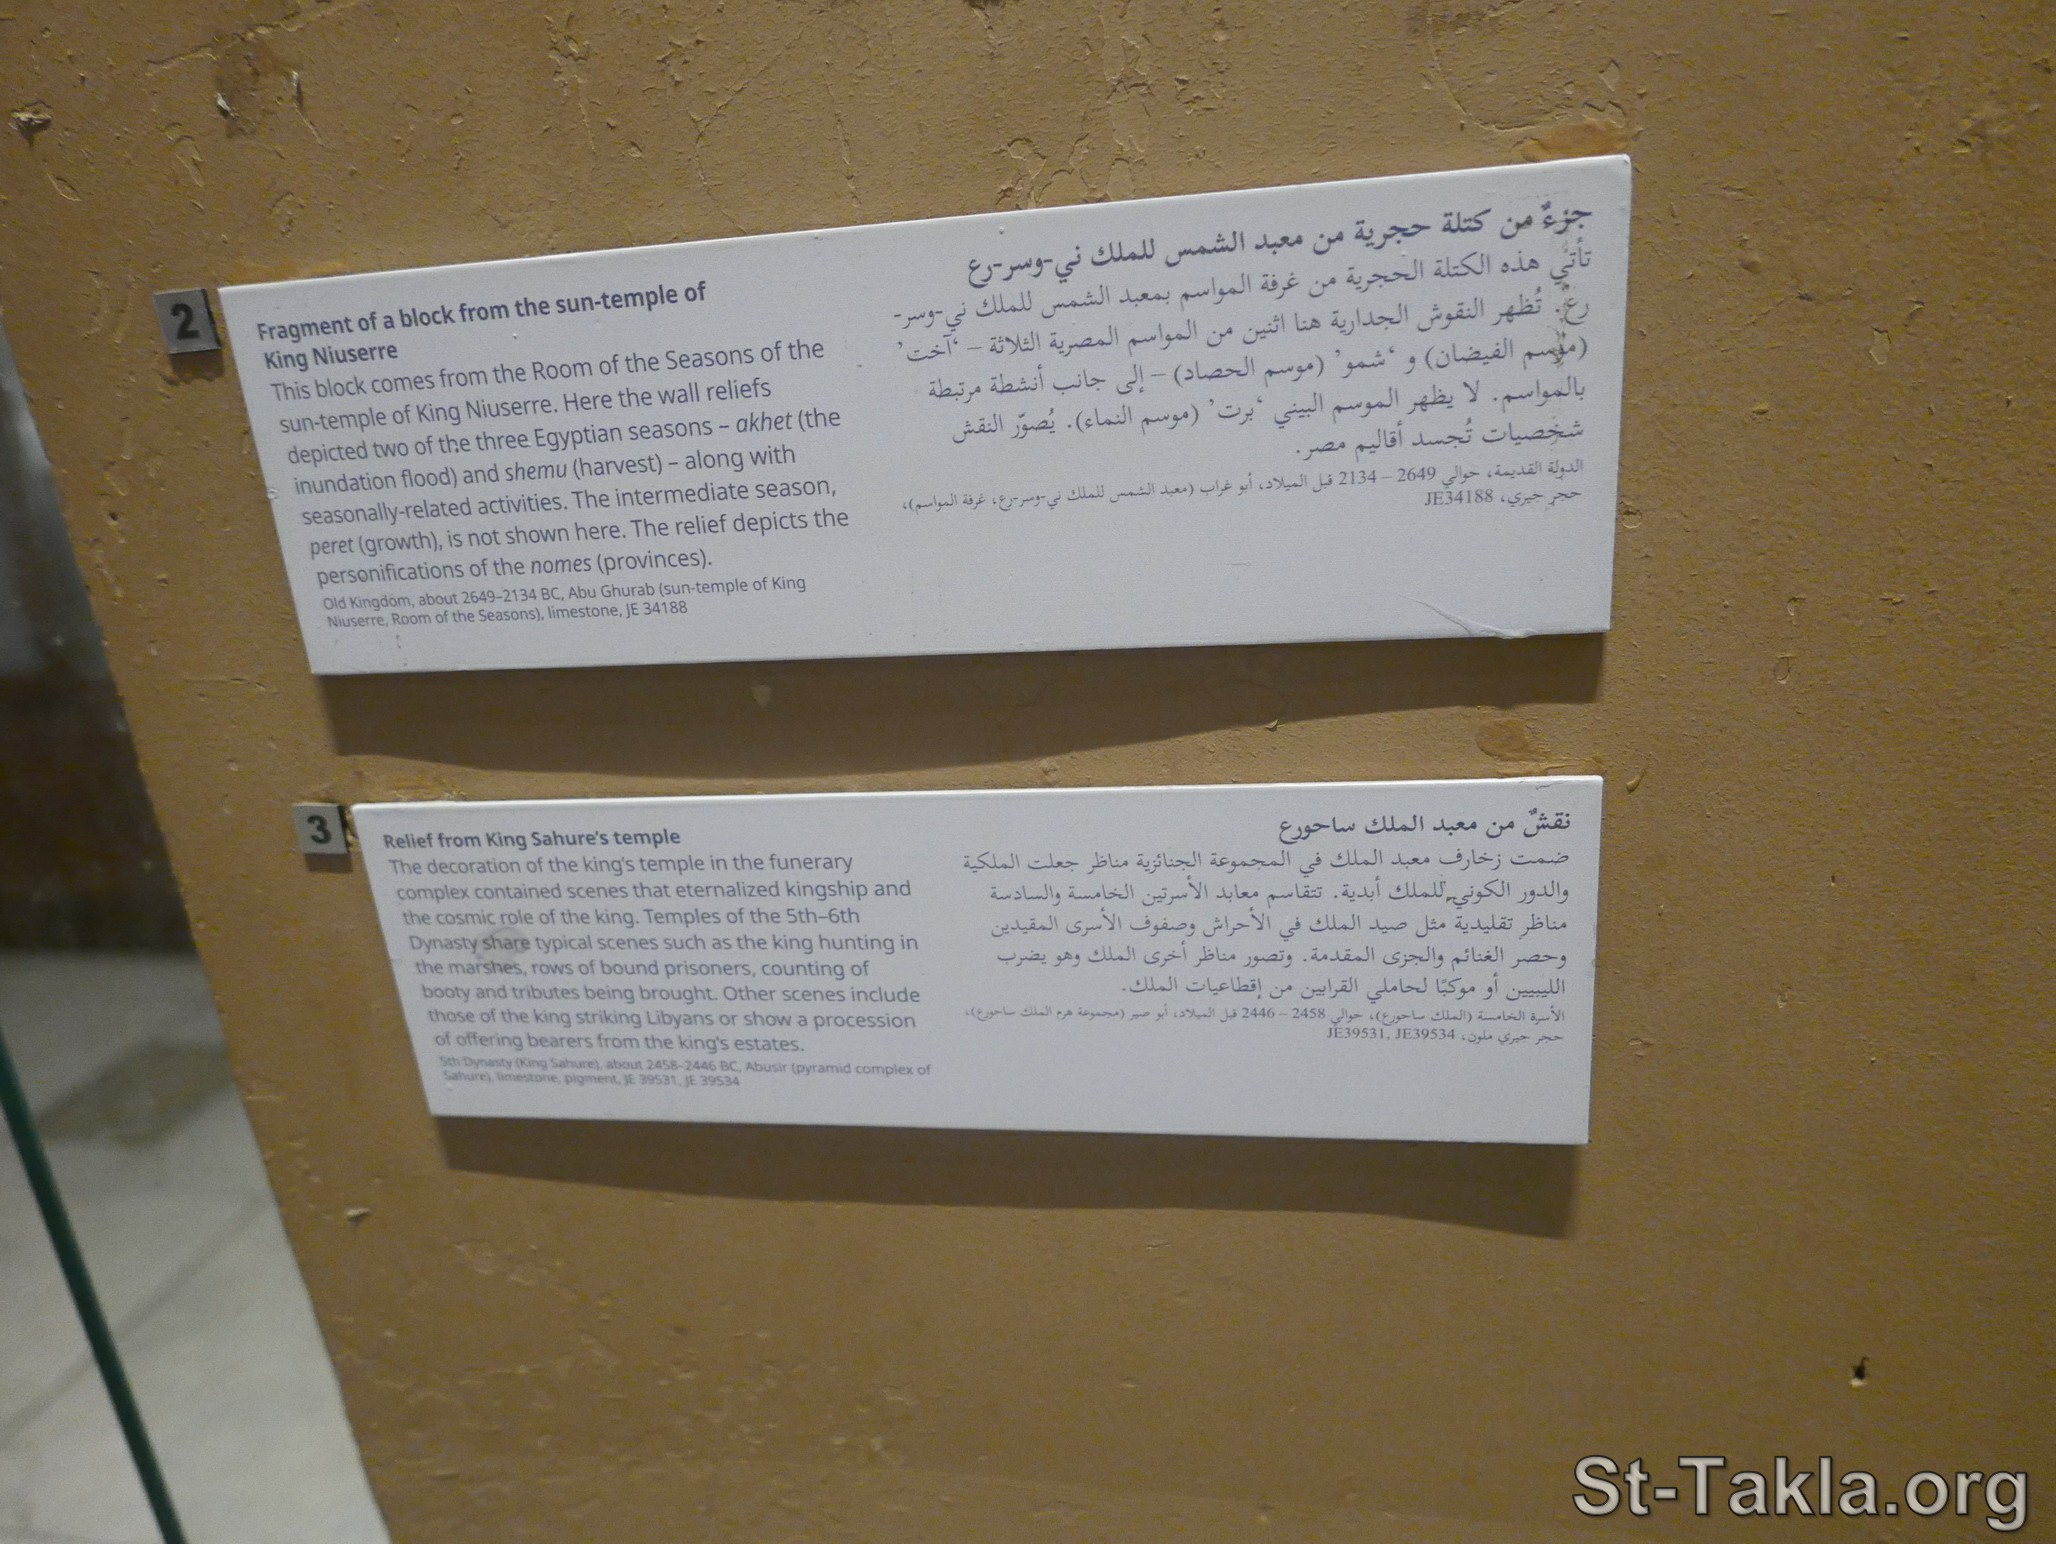 2
Fragment of a block from the sun-temple of
King Niuserre
This block comes from the Room of the Seasons of the
sun-temple of King Niuserre. Here the wall reliefs
depicted two of the three Egyptian seasons – akhet (the
inundation flood) and shemu (harvest) – along with
seasonally-related activities. The intermediate season,
peret (growth), is not shown here. The relief depicts the
personifications of the nomes (provinces).
Old Kingdom, about 2649–2134 BC, Abu Ghurab (sun-temple of King
Niuserre, Room of the Seasons), limestone, JE 34188
جزءٌ من كتلة حجرية من معبد الشمس للملك ني-وسر-رع
تأتي هذه الكتلة الحجرية من غرفة المواسم بمعبد الشمس للملك ني-وسر-
رع. تُظهر النقوش الجدارية هنا اثنين من المواسم المصرية الثلاثة – ‘آخت’
(موسم الفيضان) و ‘شمو’ (موسم الحصاد) – إلى جانب أنشطة مرتبطة
بالمواسم. لا يظهر الموسم البيني ‘برت’ (موسم النماء). يُصوّر النقش
شخصيات تُجسد أقاليم مصر.
الدولة القديمة، حوالي 2649 – 2134 قبل الميلاد، أبو غراب (معبد الشمس للملك ني-وسر-رع، غرفة المواسم)،
حجر جيري، JE34188
3
Relief from King Sahure's temple
The decoration of the king's temple in the funerary
complex contained scenes that eternalized kingship and
the cosmic role of the king. Temples of the 5th–6th
Dynasty share typical scenes such as the king hunting in
the marshes, rows of bound prisoners, counting of
booty and tributes being brought. Other scenes include
those of the king striking Libyans or show a procession
of offering bearers from the king's estates.
5th Dynasty (King Sahure), about 2458–2446 BC, Abusir (pyramid complex of
Sahure), limestone, pigment, JE 39531, JE 39534
نقشٌ من معبد الملك ساحورع
ضمت زخارف معبد الملك في المجموعة الجنائزية مناظر جعلت الملكية
والدور الكوني للملك أبدية. تتقاسم معابد الأسرتين الخامسة والسادسة
مناظر تقليدية مثل صيد الملك في الأحراش وصفوف الأسرى المقيدين
وحصر الغنائم والجزى المقدمة. وتصور مناظر أخرى الملك وهو يضرب
الليبيين أو موكبًا لحاملي القرابين من إقطاعيات الملك.
الأسرة الخامسة (الملك ساحورع)، حوالي 2458 – 2446 قبل الميلاد، أبو صير (مجموعة هرم الملك ساحورع)،
حجر جيري ملون، JE39531, JE39534
St-Takla.org